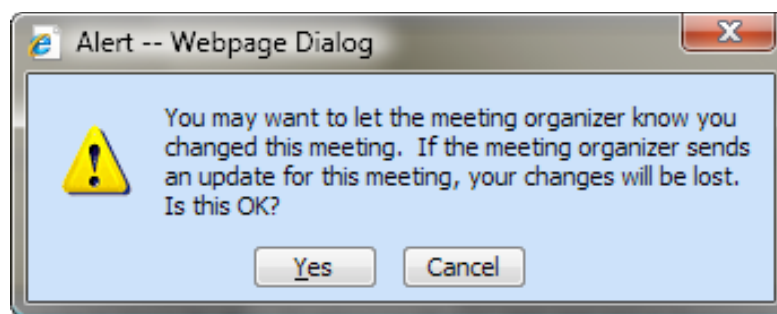 Alert -- Webpage Dialog
You may want to let the meeting organizer know you
changed this meeting.  If the meeting organizer sends
an update for this meeting, your changes will be lost.
Is this OK?
Yes Cancel